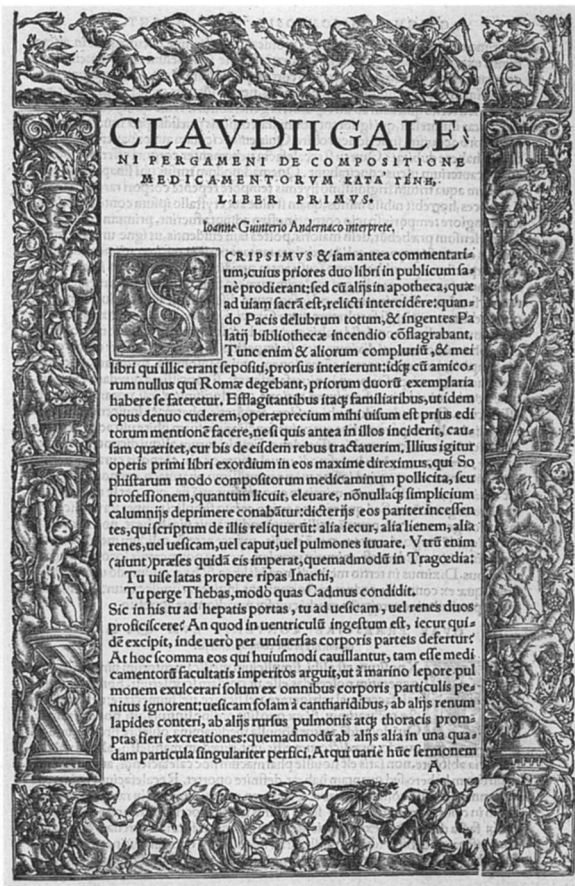 CLAVDII GALE
NI PERGAMENI DE COMPOSITIONE
MEDICAMENTORVM ΚΑΤΑ' ΓΕΝΗ,
LIBER PRIMVS.
Ioanne Guinterio Andernaco interprete.
SCRIPSIMVS & iam antea commentari-
um, cuius priores duo libri in publicum sa-
nè prodierant: sed cū alijs in apotheca, quæ
ad uiam sacrā est, relicti intercidêre: quan-
do Pacis delubrum totum, & ingentes Pa
latij bibliothecæ incendio cōflagrabant.
Tunc enim & aliorum compluriū, & mei
libri qui illic erant sepositi, prorsus interierunt: idq; cū amico-
rum nullus qui Romæ degebant, priorum duorū exemplaria
habere se fateretur. Efflagitantibus itaq; familiaribus, ut idem
opus denuo cuderem, operæprecium mihi uisum est prius edi
torum mentionē facere, ne si quis antea in illos inciderit, cau-
sam quæritet, cur bis de eisdem rebus tractauerim. Illius igitur
operis primi libri exordium in eos maxime direximus, qui So
phistarum modo compositorum medicaminum pollicita, seu
professionem, quantum licuit, eleuare, nōnullaq; simplicium
calumnijs deprimere conabātur: dicterijs eos pariter incessen
tes, qui scriptum de illis reliquerūt: alia iecur, alia lienem, alia
renes, uel uesicam, uel caput, uel pulmones iuuare. Vtrū enim
(aiunt) præses quidā eis imperat, quemadmodū in Tragœdia:
Tu uise latas propere ripas Inachi,
Tu perge Thebas, modò quas Cadmus condidit.
Sic in his tu ad hepatis portas, tu ad uesicam, uel renes duos
proficiscere? An quod in uentriculū ingestum est, iecur qui-
dē excipit, inde uerò per uniuersas corporis parteis defertur?
At hoc scomma eos qui huiusmodi cauillantur, tam esse medi
camentorū facultatis imperitos arguit, ut à marino lepore pul
monem exulcerari solum ex omnibus corporis particulis pe-
nitus ignorent: uesicam solam à cantharidibus, ab alijs renum
lapides conteri, ab alijs rursus pulmonis atq; thoracis prom-
ptas fieri excreationes: quemadmodū ab alijs alia in una qua-
dam particula singulariter perfici. Atqui uariè hūc sermonem
A